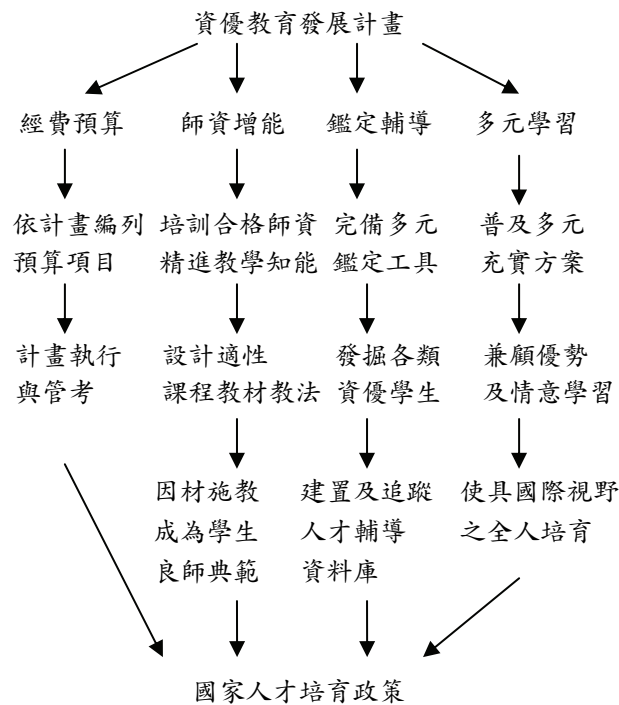 資優教育發展計畫
經費預算 師資增能 鑑定輔導 多元學習
依計畫編列 培訓合格師資 完備多元 普及多元
預算項目 精進教學知能 鑑定工具 充實方案
計畫執行 設計適性 發掘各類 兼顧優勢
與管考 課程教材教法 資優學生 及情意學習
因材施教 建置及追蹤 使具國際視野
成為學生 人才輔導 之全人培育
良師典範 資料庫
國家人才培育政策